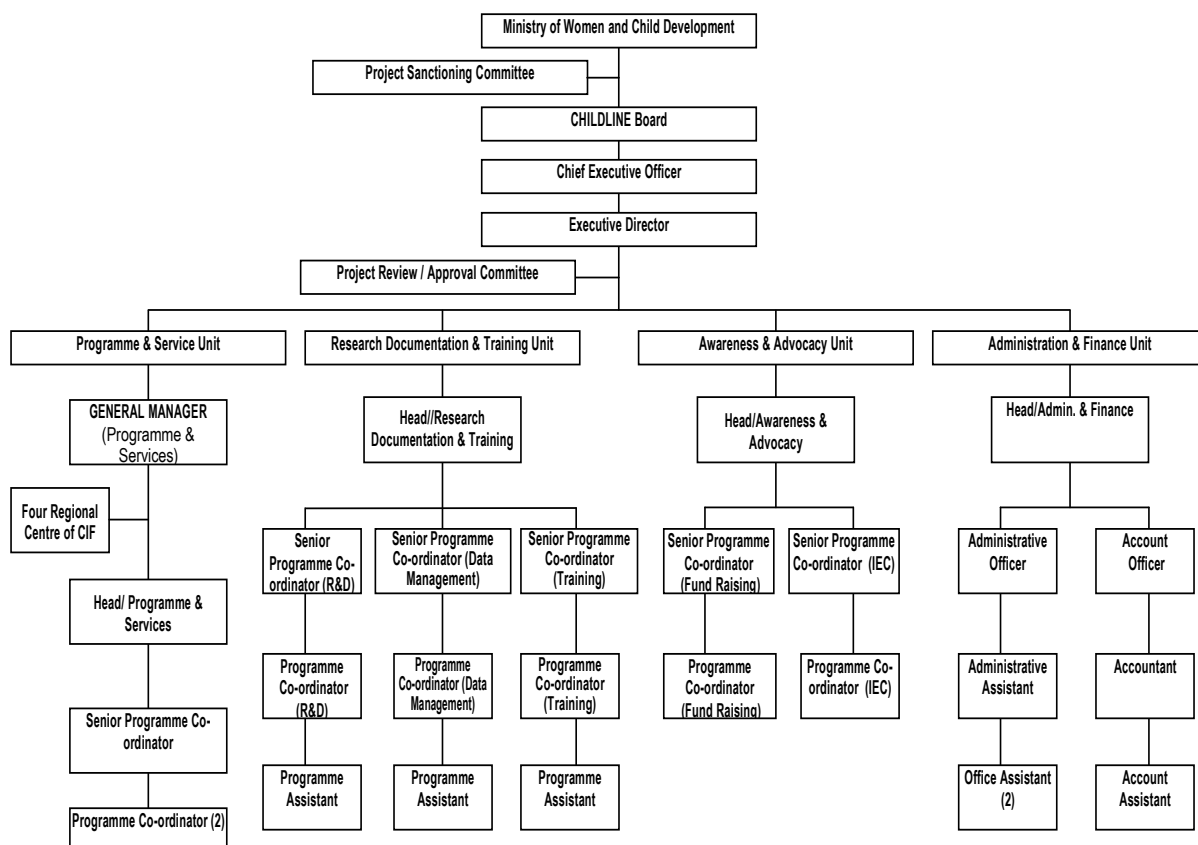 Ministry of Women and Child Development
Project Sanctioning Committee
CHILDLINE Board
Chief Executive Officer
Executive Director
Project Review / Approval Committee
Programme & Service Unit
Research Documentation & Training Unit
Awareness & Advocacy Unit
Administration & Finance Unit
GENERAL MANAGER
(Programme &
Services)
Head//Research
Documentation & Training
Head/Awareness &
Advocacy
Head/Admin. & Finance
Four Regional
Centre of CIF
Senior
Programme Co-
ordinator (R&D)
Senior Programme
Co-ordinator (Data
Management)
Senior Programme
Co-ordinator
(Training)
Senior Programme
Co-ordinator
(Fund Raising)
Senior Programme
Co-ordinator (IEC)
Administrative
Officer
Account
Officer
Head/ Programme &
Services
Programme
Co-ordinator
(R&D)
Programme
Co-ordinator (Data
Management)
Programme
Co-ordinator
(Training)
Programme
Co-ordinator
(Fund Raising)
Programme Co-
ordinator (IEC)
Administrative
Assistant
Accountant
Senior Programme Co-
ordinator
Programme
Assistant
Programme
Assistant
Programme
Assistant
Office Assistant
(2)
Account
Assistant
Programme Co-ordinator (2)